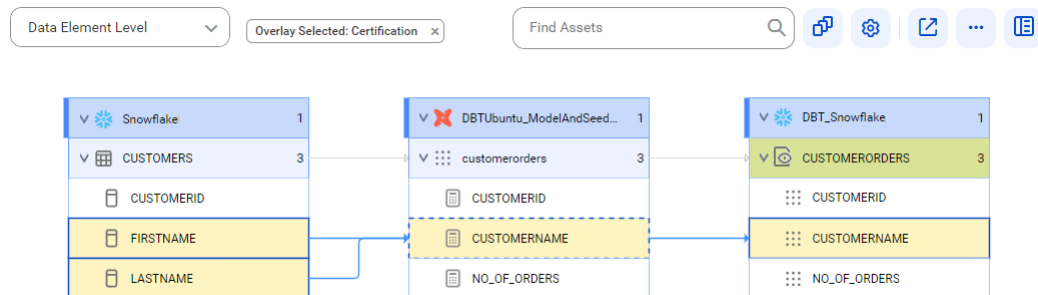 Data Element Level
Overlay Selected: Certification ×
Find Assets
Snowflake 1
DBTUbuntu_ModelAndSeed... 1
DBT_Snowflake 1
CUSTOMERS 3
customerorders 3
CUSTOMERORDERS 3
CUSTOMERID
CUSTOMERID
CUSTOMERID
FIRSTNAME
CUSTOMERNAME
CUSTOMERNAME
LASTNAME
NO_OF_ORDERS
NO_OF_ORDERS